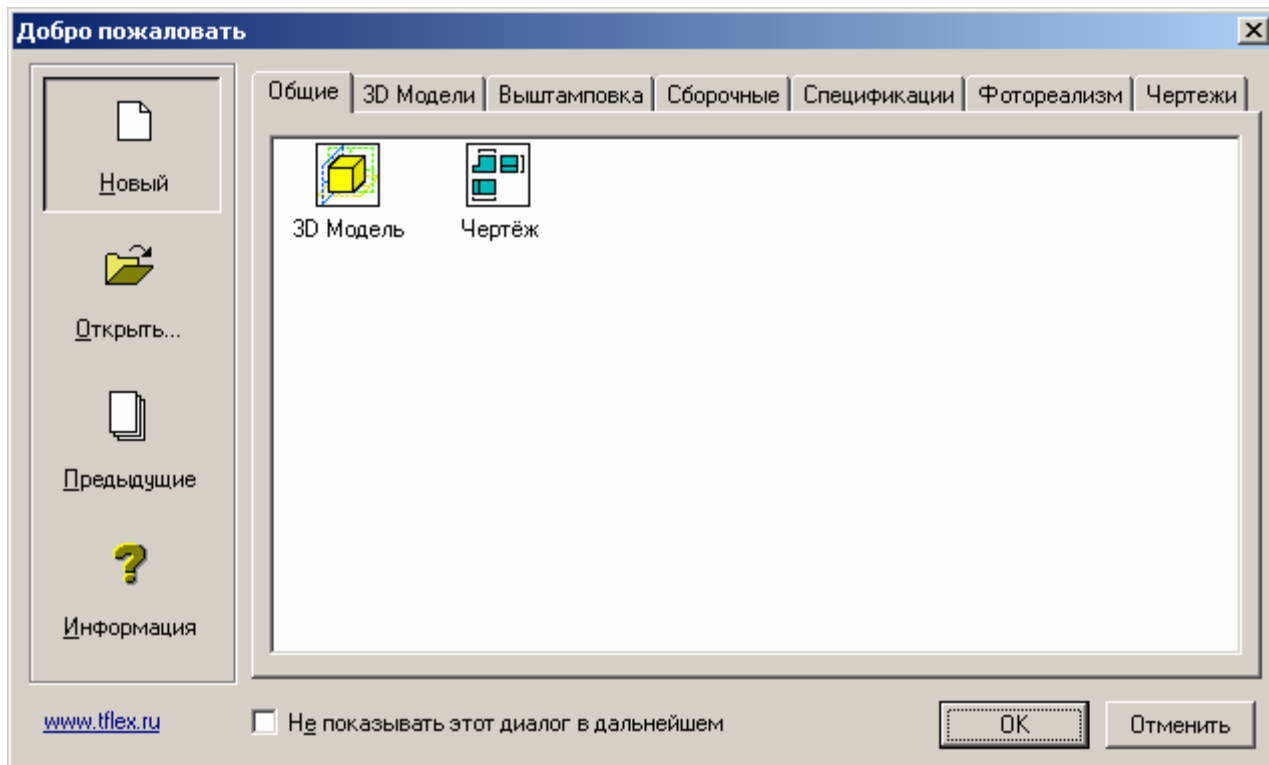 Добро пожаловать
Новый
Открыть...
Предыдущие
Информация
Общие
3D Модели
Выштамповка
Сборочные
Спецификации
Фотореализм
Чертежи
3D Модель
Чертёж
www.tflex.ru
Не показывать этот диалог в дальнейшем
OK
Отменить